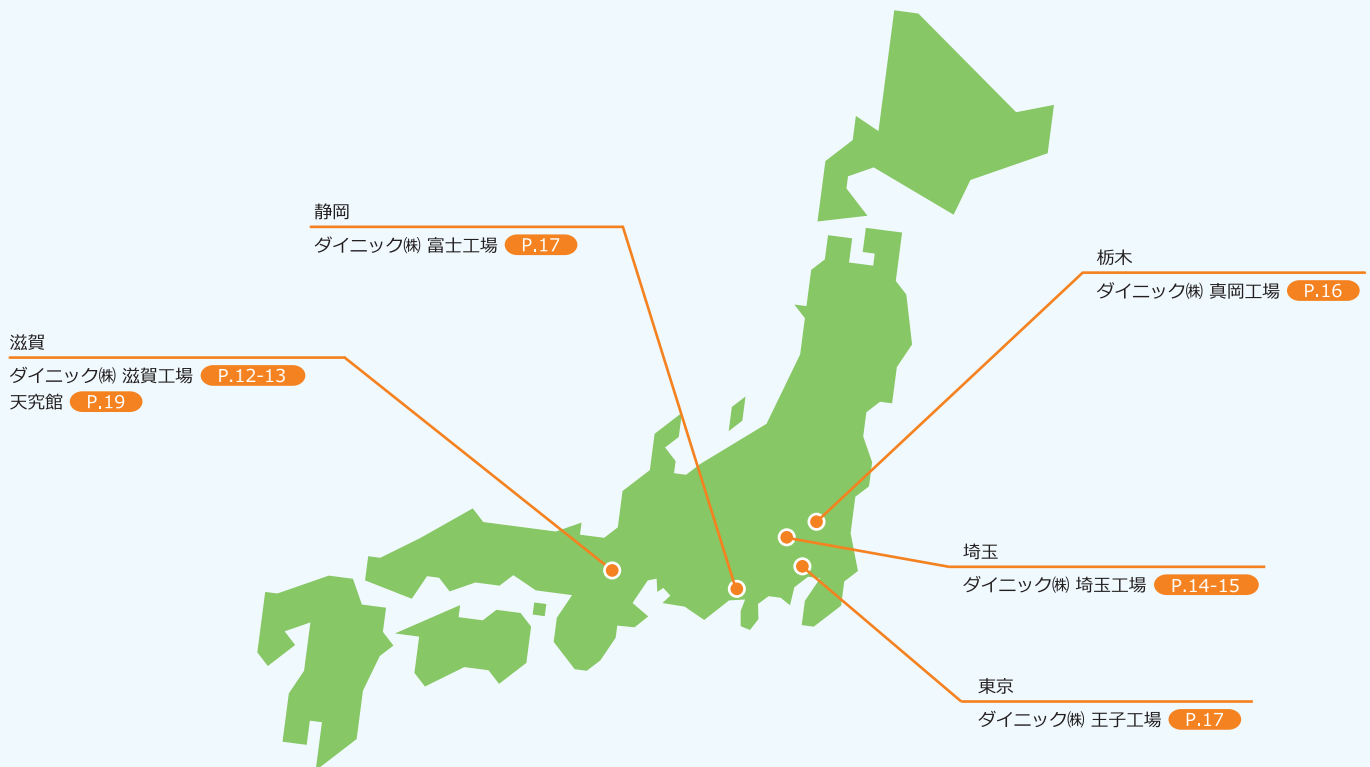 静岡
ダイニック㈱ 富士工場 P.17
栃木
ダイニック㈱ 真岡工場 P.16
滋賀
ダイニック㈱ 滋賀工場 P.12-13
天究館 P.19
埼玉
ダイニック㈱ 埼玉工場 P.14-15
東京
ダイニック㈱ 王子工場 P.17